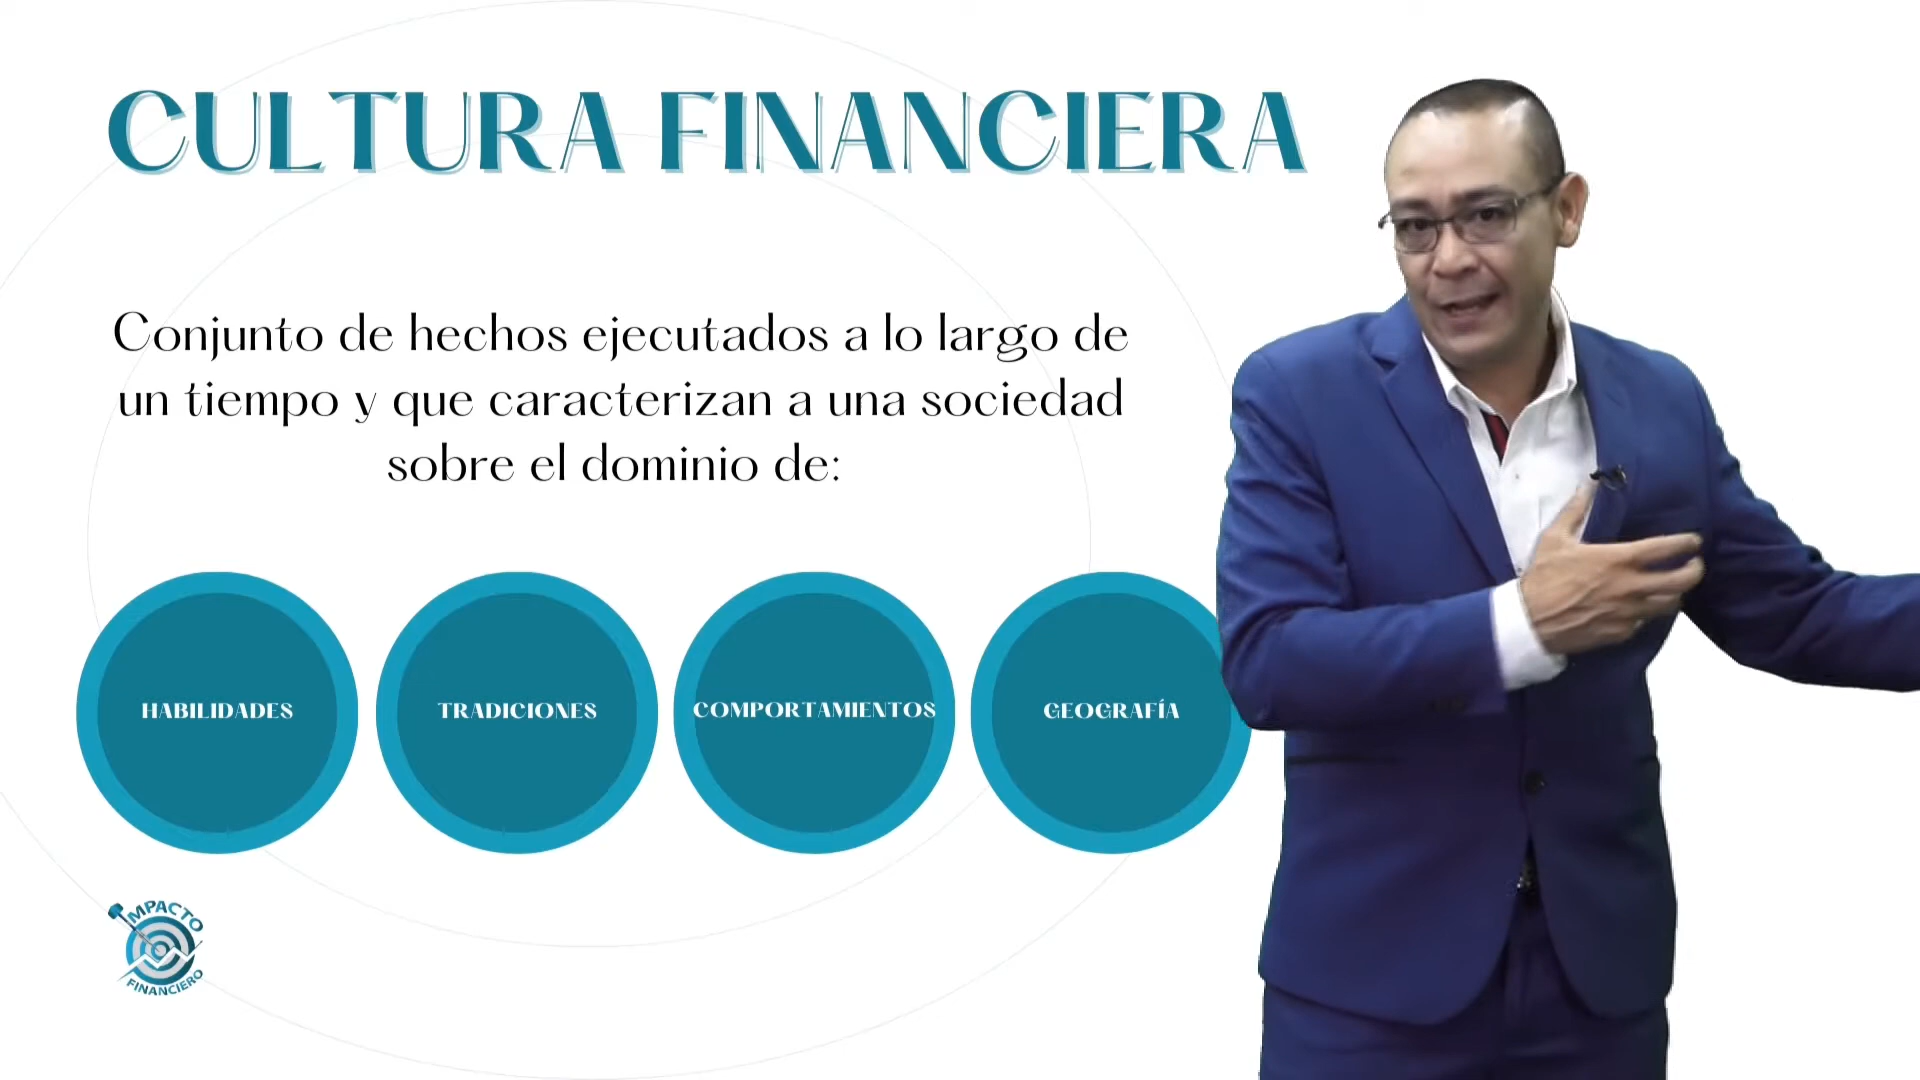 CULTURA FINANCIERA
Conjunto de hechos ejecutados a lo largo de
un tiempo y que caracterizan a una sociedad
sobre el dominio de:
HABILIDADES
TRADICIONES
COMPORTAMIENTOS
GEOGRAFÍA
IMPACTO
FINANCIERO